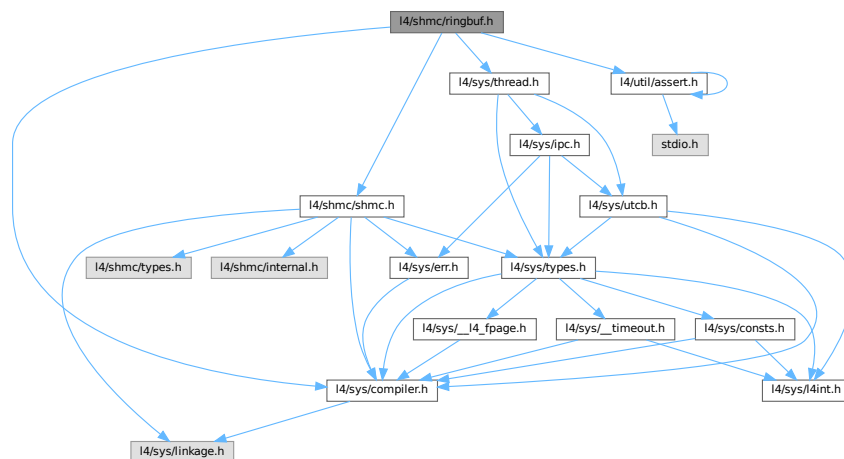 l4/shmc/ringbuf.h
l4/sys/thread.h
l4/util/assert.h
l4/sys/ipc.h
stdio.h
l4/shmc/shmc.h
l4/sys/utcb.h
l4/shmc/types.h
l4/shmc/internal.h
l4/sys/err.h
l4/sys/types.h
l4/sys/__l4_fpage.h
l4/sys/__timeout.h
l4/sys/consts.h
l4/sys/compiler.h
l4/sys/l4int.h
l4/sys/linkage.h